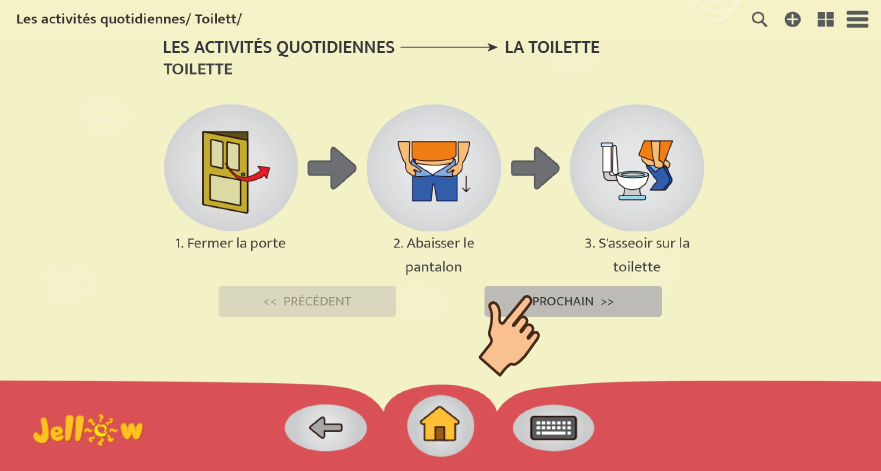 Les activités quotidiennes/ Toilett/
LES ACTIVITÉS QUOTIDIENNES LA TOILETTE
TOILETTE
1. Fermer la porte
2. Abaisser le
pantalon
3. S'asseoir sur la
toilette
<< PRÉCÉDENT
PROCHAIN >>
Jellow